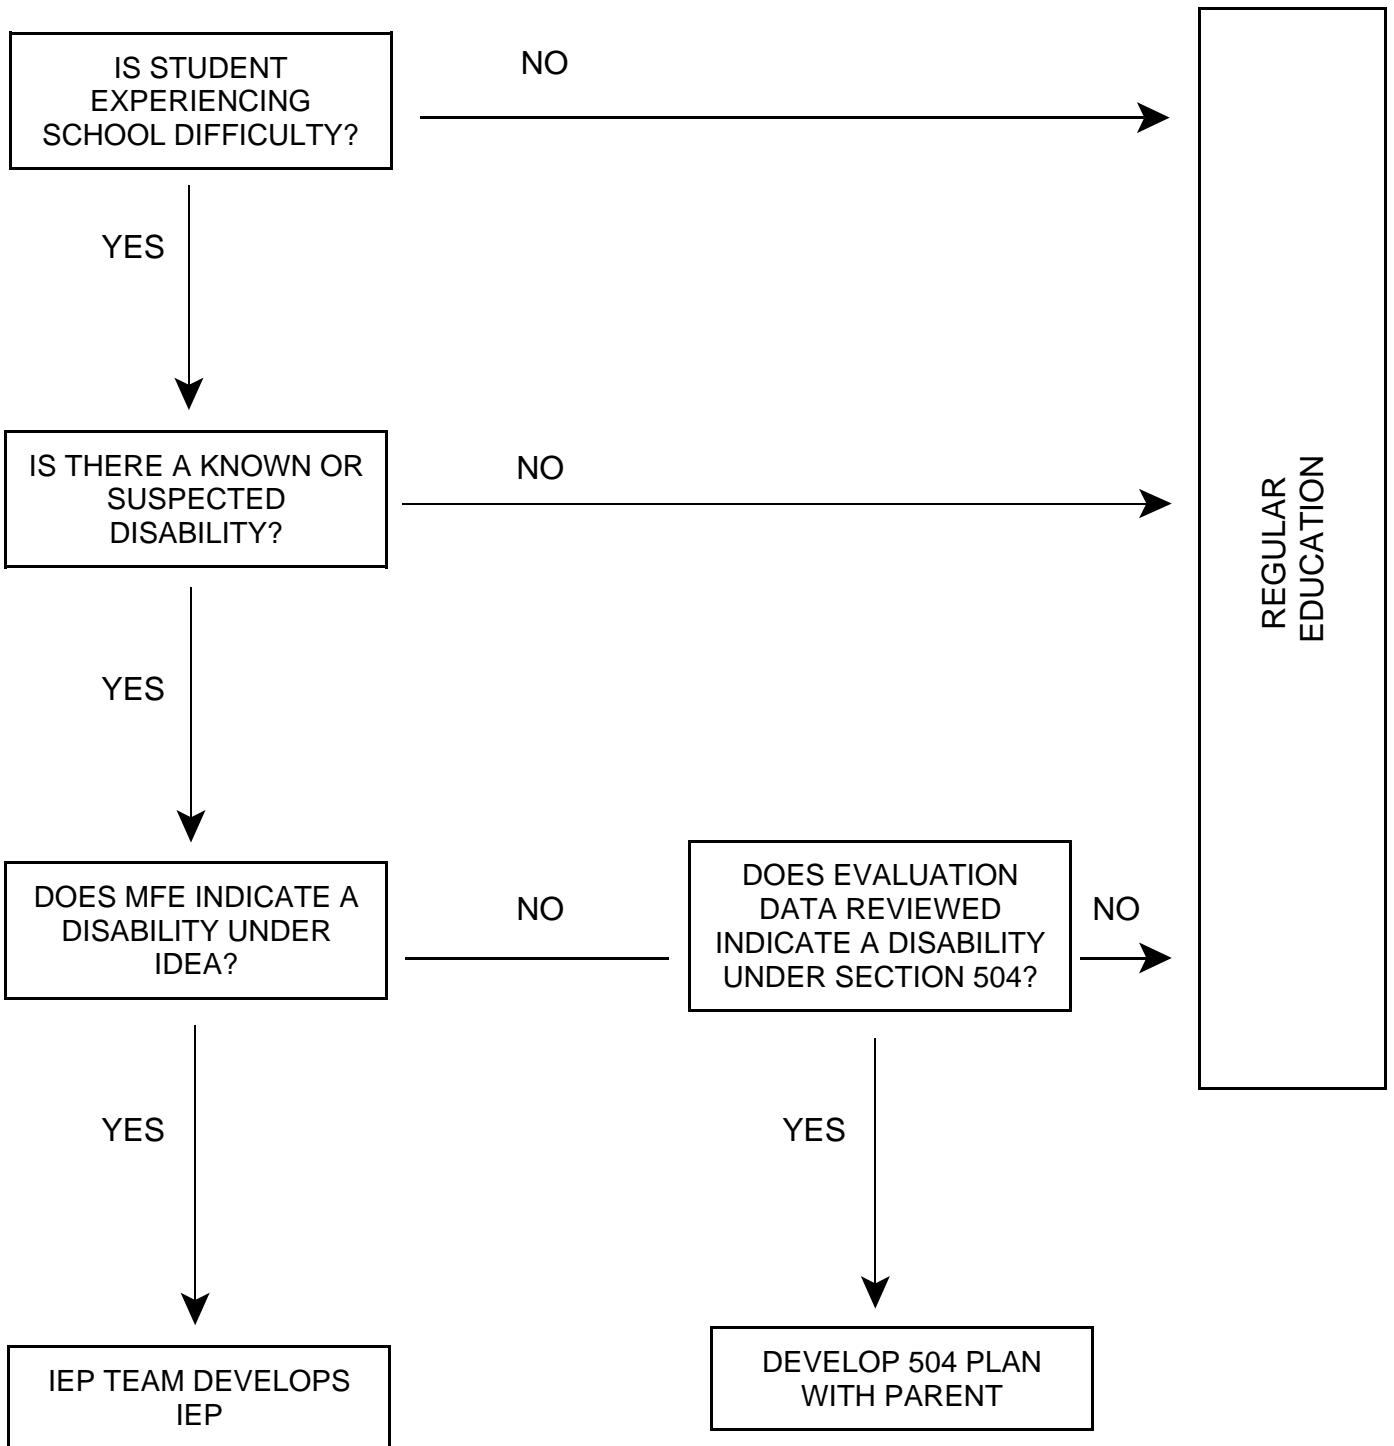 IS STUDENT
EXPERIENCING
SCHOOL DIFFICULTY?
NO
YES
IS THERE A KNOWN OR
SUSPECTED
DISABILITY?
NO
REGULAR
EDUCATION
YES
DOES MFE INDICATE A
DISABILITY UNDER
IDEA?
NO
DOES EVALUATION
DATA REVIEWED
INDICATE A DISABILITY
UNDER SECTION 504?
NO
YES
YES
IEP TEAM DEVELOPS
IEP
DEVELOP 504 PLAN
WITH PARENT